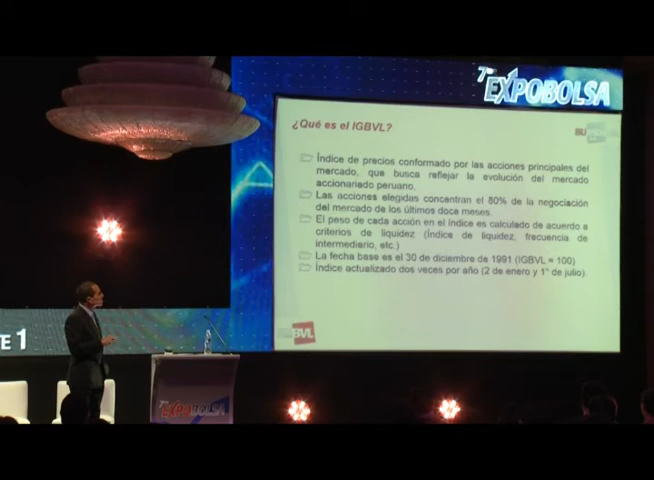 7mo EXPOBOLSA
¿Qué es el IGBVL?
Índice de precios conformado por las acciones principales del
mercado, que busca reflejar la evolución del mercado
accionariado peruano.
Las acciones elegidas concentran el 80% de la negociación
del mercado de los últimos doce meses.
El peso de cada acción en el índice es calculado de acuerdo a
criterios de liquidez (Índice de liquidez, frecuencia de
intermediario, etc.)
La fecha base es el 30 de diciembre de 1991 (IGBVL = 100)
Índice actualizado dos veces por año (2 de enero y 1° de julio).
BVL
TE 1
EXPOBOLSA